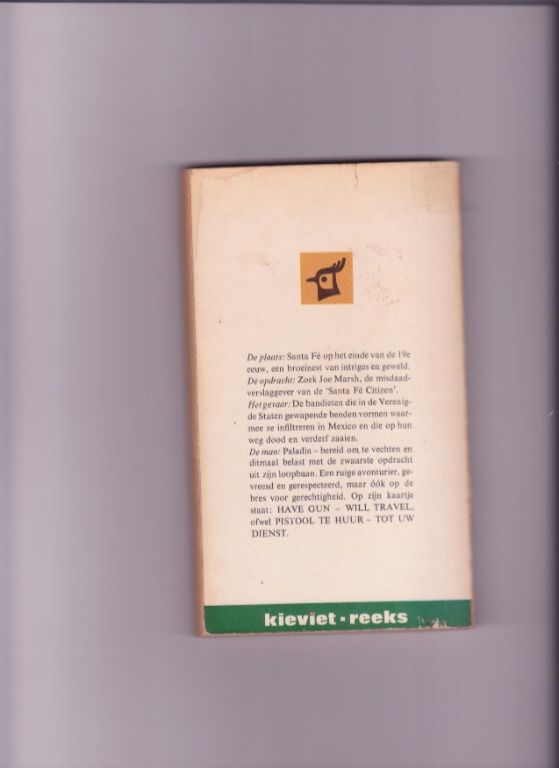 De plaats: Santa Fé op het einde van de 19e
eeuw, een broeinest van intriges en geweld.
De opdracht: Zoek Joe Marsh, de misdaad-
verslaggever van de 'Santa Fé Citizen'.
Het gevaar: De bandieten die in de Verenig-
de Staten gewapende benden vormen waar-
mee ze infiltreren in Mexico en die op hun
weg dood en verderf zaaien.
De man: Paladin – bereid om te vechten en
ditmaal belast met de zwaarste opdracht
uit zijn loopbaan. Een ruige avonturier, ge-
vreesd en gerespecteerd, maar óók op de
bres voor gerechtigheid. Op zijn kaartje
staat: HAVE GUN – WILL TRAVEL,
ofwel PISTOOL TE HUUR – TOT UW
DIENST.
kieviet·reeks